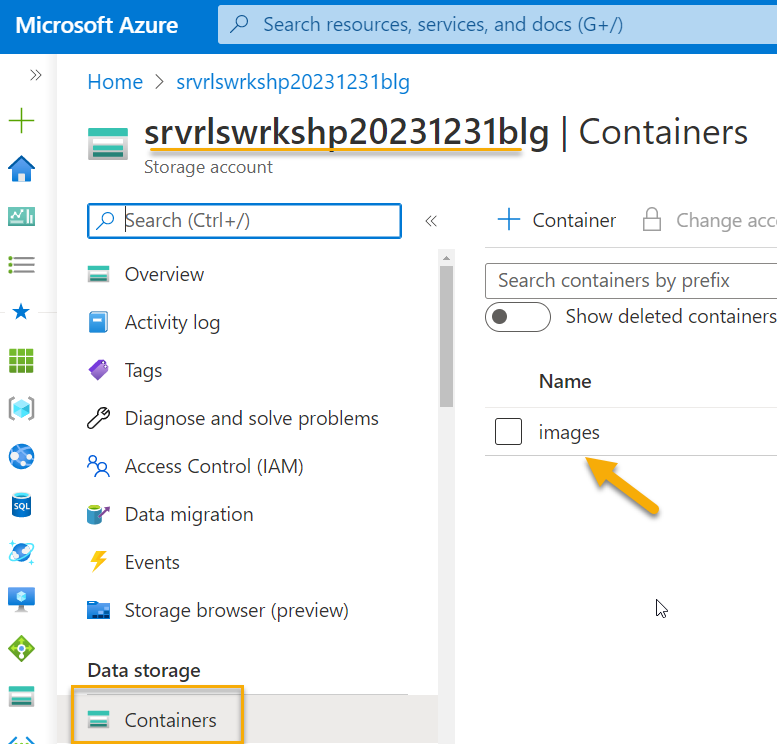 Microsoft Azure
Search resources, services, and docs (G+/)
Home > srvrlswrkshp20231231blg
srvrlswrkshp20231231blg | Containers
Storage account
Search (Ctrl+/)
Container
Change acc
Search containers by prefix
Show deleted containers
Name
images
Overview
Activity log
Tags
Diagnose and solve problems
Access Control (IAM)
Data migration
Events
Storage browser (preview)
Data storage
Containers
SQL